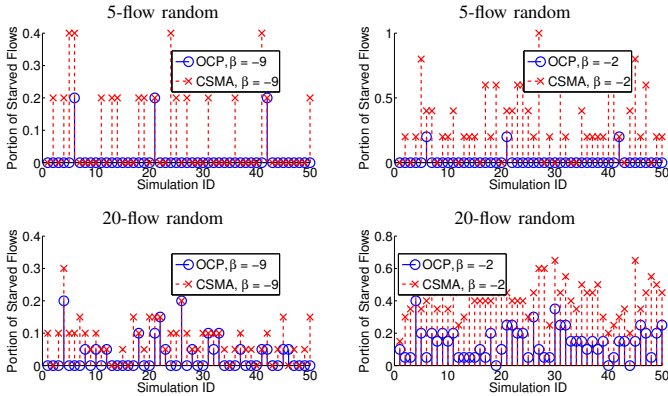 5-flow random
Portion of Starved Flows
0.4
0.3
0.2
0.1
0
0 10 20 30 40 50
Simulation ID
OCP, β = −9
CSMA, β = −9
5-flow random
Portion of Starved Flows
1
0.5
0
0 10 20 30 40 50
Simulation ID
OCP, β = −2
CSMA, β = −2
20-flow random
Portion of Starved Flows
0.4
0.3
0.2
0.1
0
0 10 20 30 40 50
Simulation ID
OCP, β = −9
CSMA, β = −9
20-flow random
Portion of Starved Flows
0.8
0.6
0.4
0.2
0
0 10 20 30 40 50
Simulation ID
OCP, β = −2
CSMA, β = −2